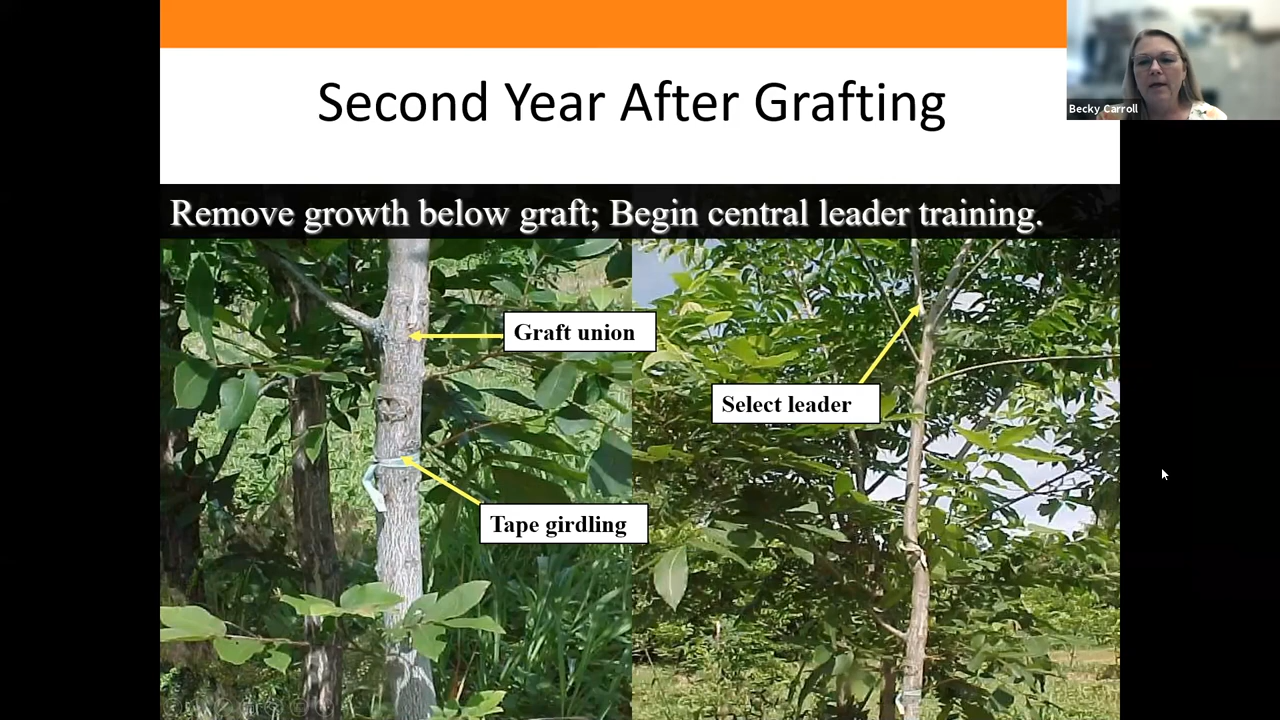 Second Year After Grafting
Becky Carroll
Remove growth below graft; Begin central leader training.
Graft union
Select leader
Tape girdling